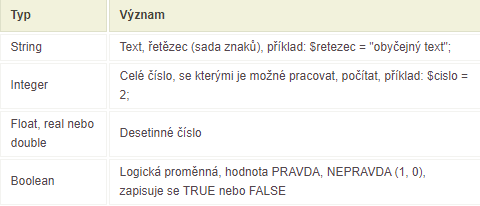 Typ Význam
String Text, řetězec (sada znaků), příklad: $retezec = "obyčejný text";
Integer Celé číslo, se kterými je možné pracovat, počítat, příklad: $cislo =
2;
Float, real nebo
double
Desetinné číslo
Boolean Logická proměnná, hodnota PRAVDA, NEPRAVDA (1, 0),
zapisuje se TRUE nebo FALSE